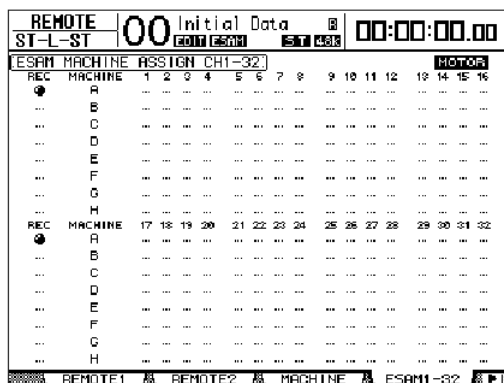 REMOTE 00 Initial Data 00:00:00.00
ST-L-ST EDIT ESAM ST 48k
ESAM MACHINE ASSIGN CH1-32 MOTOR
REC MACHINE 1 2 3 4 5 6 7 8 9 10 11 12 13 14 15 16
A
B
C
D
E
F
G
H
REC MACHINE 17 18 19 20 21 22 23 24 25 26 27 28 29 30 31 32
A
B
C
D
E
F
G
H
REMOTE1 REMOTE2 MACHINE ESAM1-32